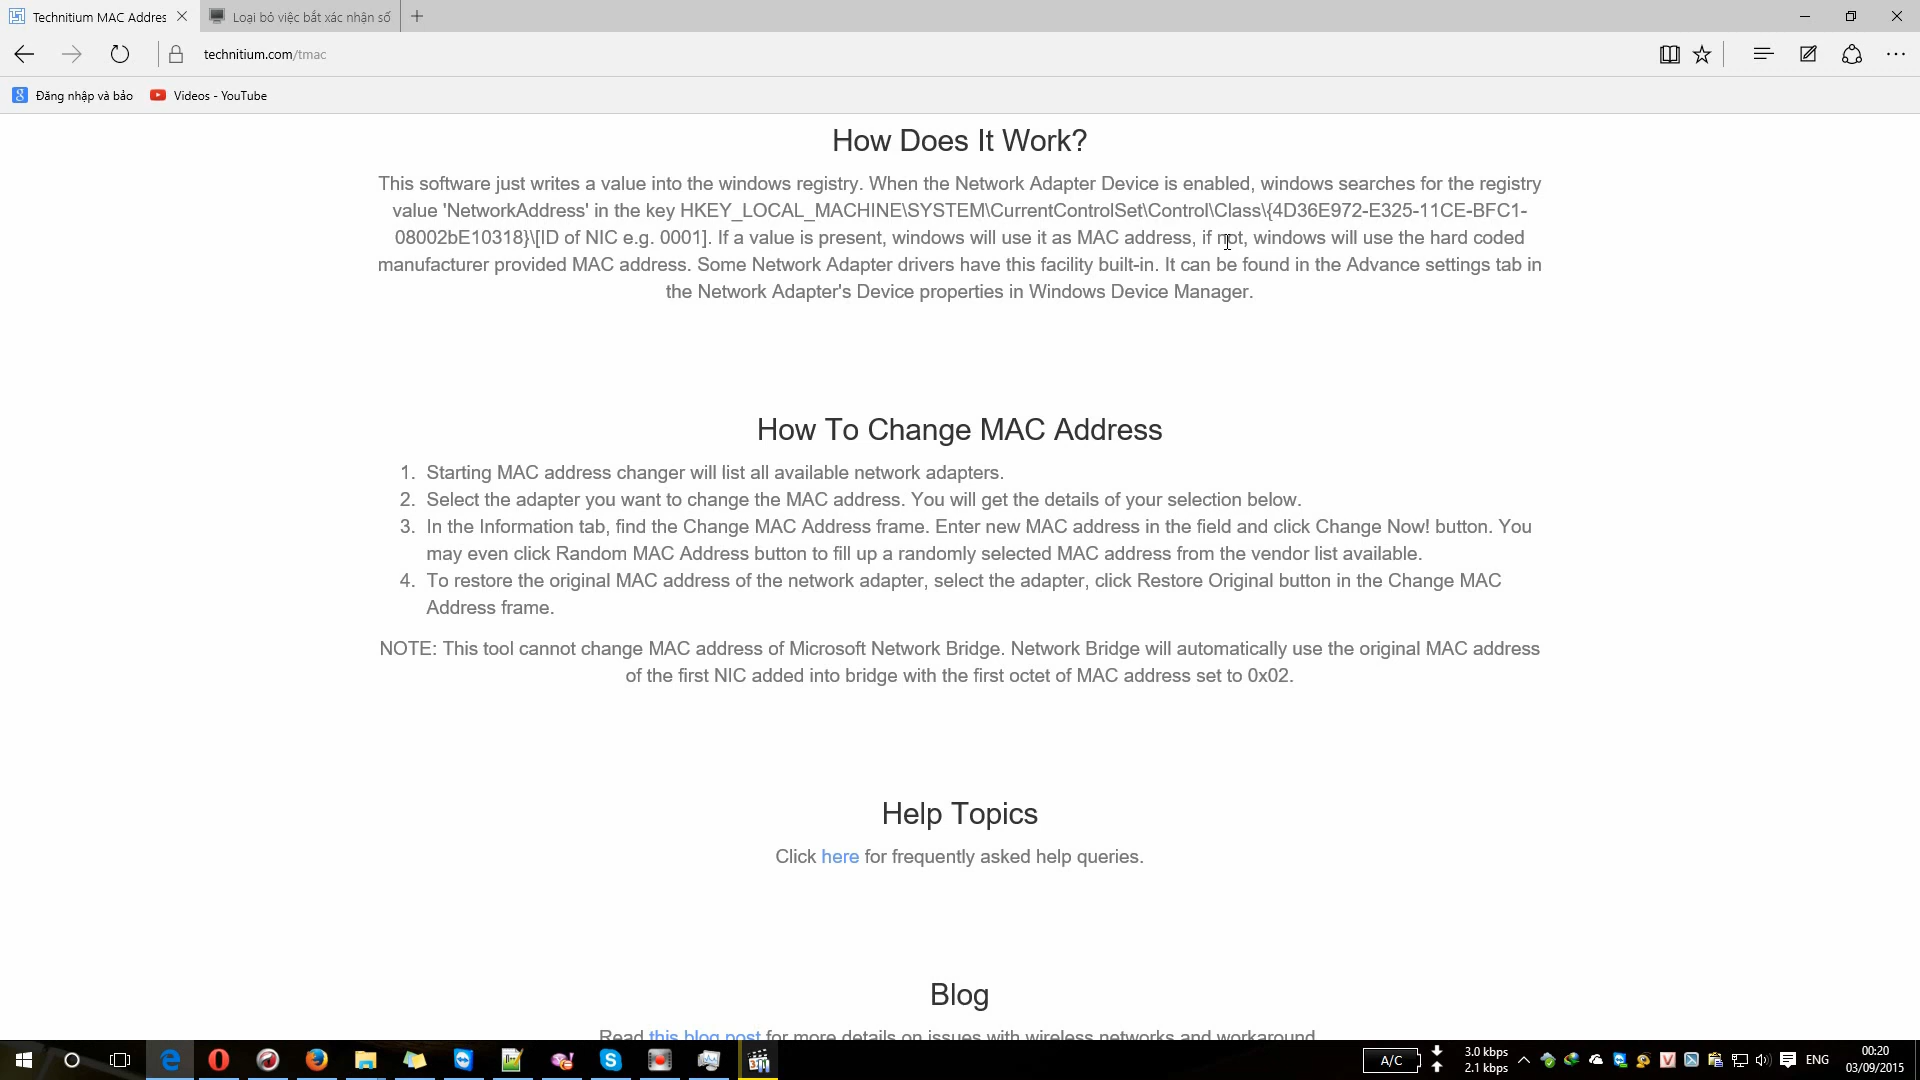 Technitium MAC Addres
Loại bỏ việc bắt xác nhận số
technitium.com/tmac
Đăng nhập và bảo
Videos - YouTube
How Does It Work?
This software just writes a value into the windows registry. When the Network Adapter Device is enabled, windows searches for the registry
value 'NetworkAddress' in the key HKEY_LOCAL_MACHINE\SYSTEM\CurrentControlSet\Control\Class\{4D36E972-E325-11CE-BFC1-
08002bE10318}\[ID of NIC e.g. 0001]. If a value is present, windows will use it as MAC address, if not, windows will use the hard coded
manufacturer provided MAC address. Some Network Adapter drivers have this facility built-in. It can be found in the Advance settings tab in
the Network Adapter's Device properties in Windows Device Manager.
How To Change MAC Address
1. Starting MAC address changer will list all available network adapters.
2. Select the adapter you want to change the MAC address. You will get the details of your selection below.
3. In the Information tab, find the Change MAC Address frame. Enter new MAC address in the field and click Change Now! button. You
may even click Random MAC Address button to fill up a randomly selected MAC address from the vendor list available.
4. To restore the original MAC address of the network adapter, select the adapter, click Restore Original button in the Change MAC
Address frame.
NOTE: This tool cannot change MAC address of Microsoft Network Bridge. Network Bridge will automatically use the original MAC address
of the first NIC added into bridge with the first octet of MAC address set to 0x02.
Help Topics
Click here for frequently asked help queries.
Blog
Read this blog post for more details on issues with wireless networks and workaround
A/C
3.0 kbps
2.1 kbps
ENG
00:20
03/09/2015